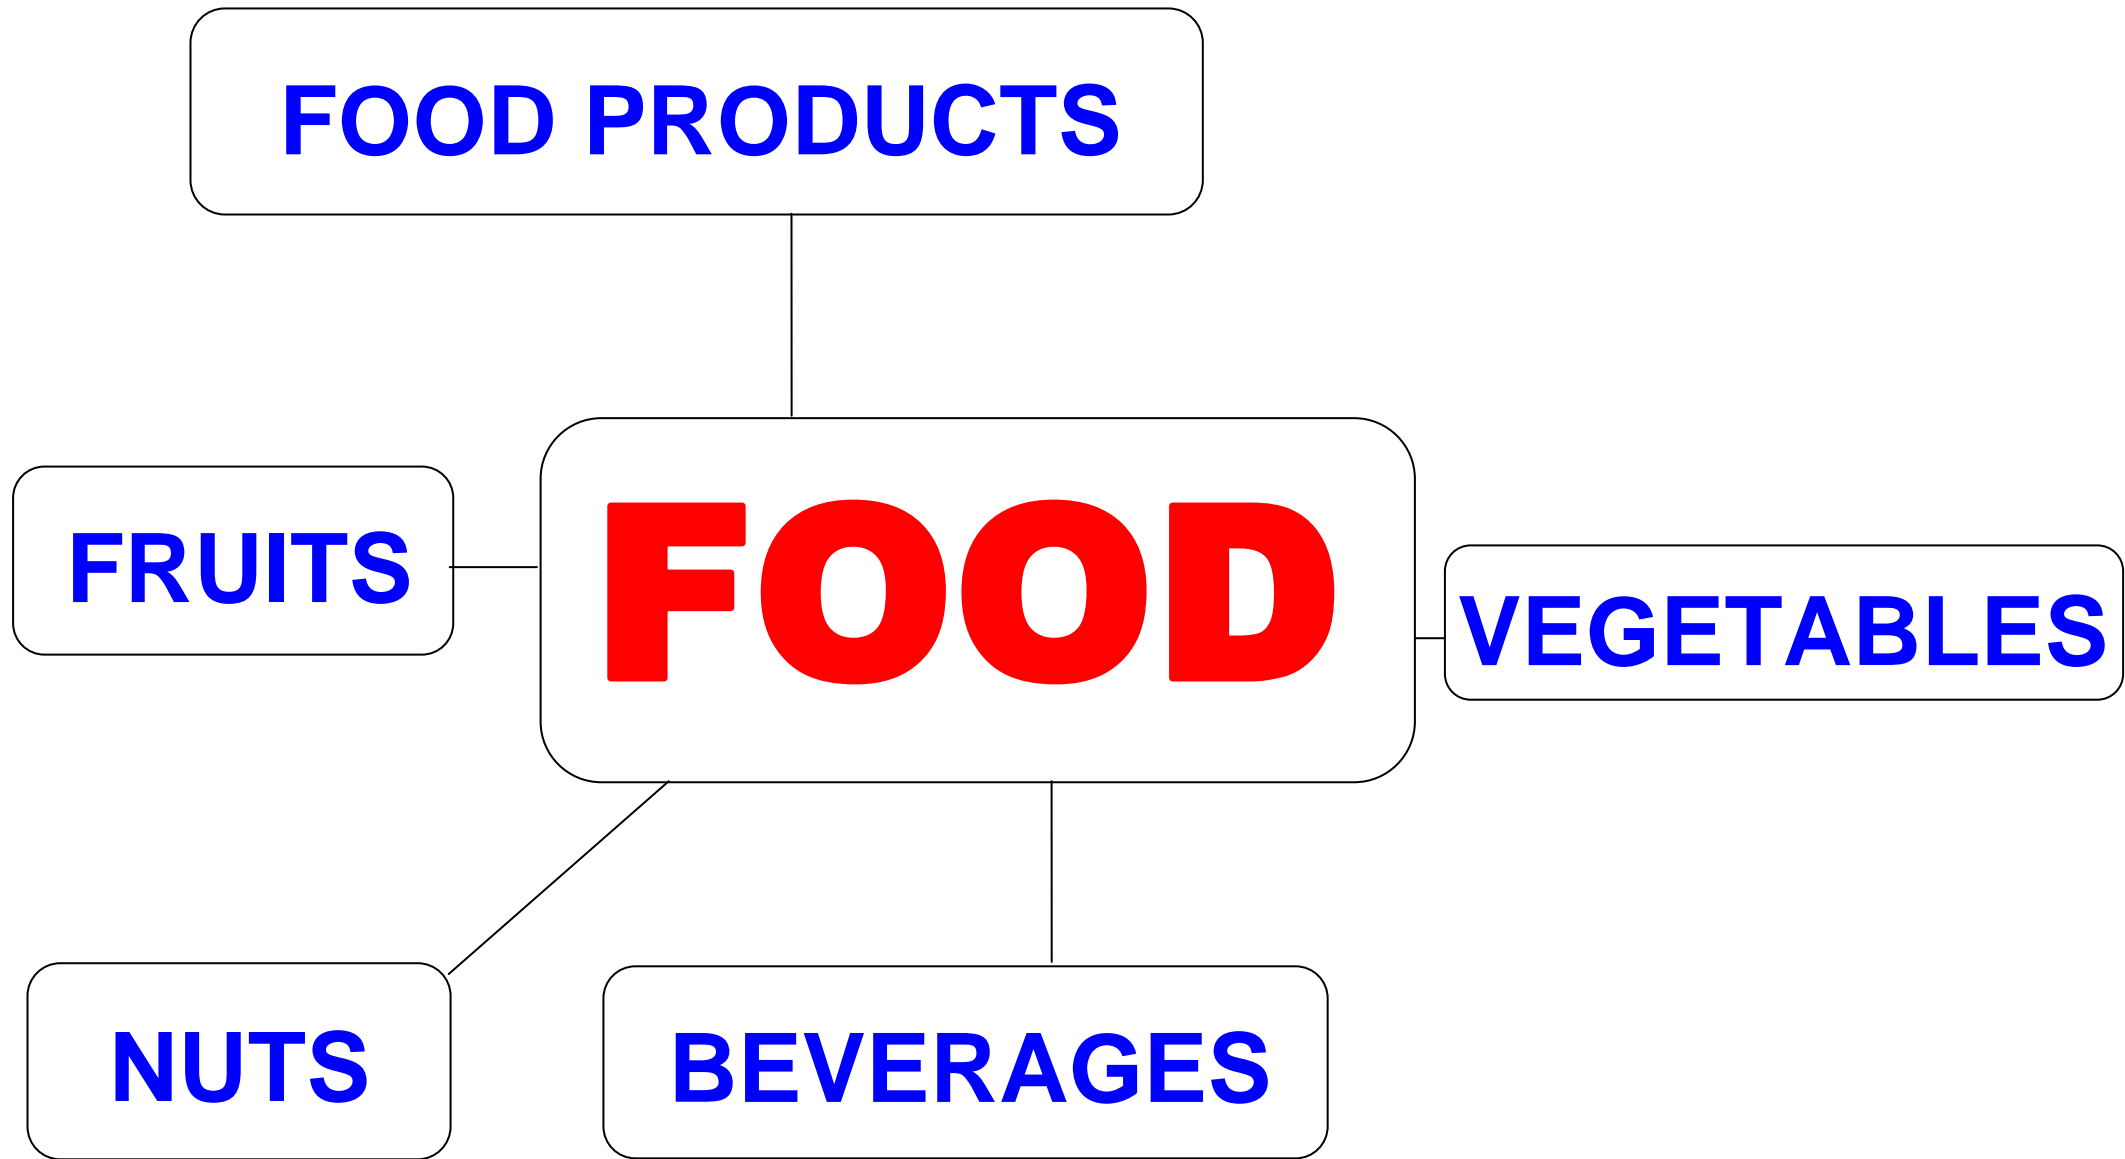 FOOD PRODUCTS
FRUITS
FOOD
VEGETABLES
NUTS
BEVERAGES